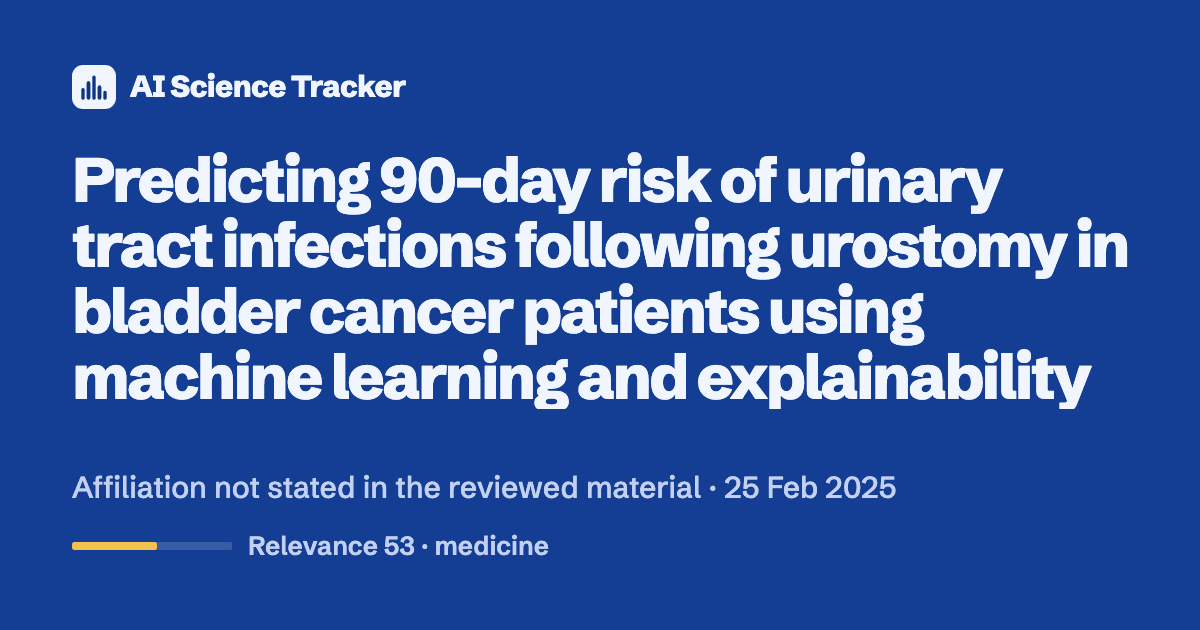 AI Science Tracker
Predicting 90-day risk of urinary
tract infections following urostomy in
bladder cancer patients using
machine learning and explainability
Affiliation not stated in the reviewed material · 25 Feb 2025
Relevance 53 · medicine